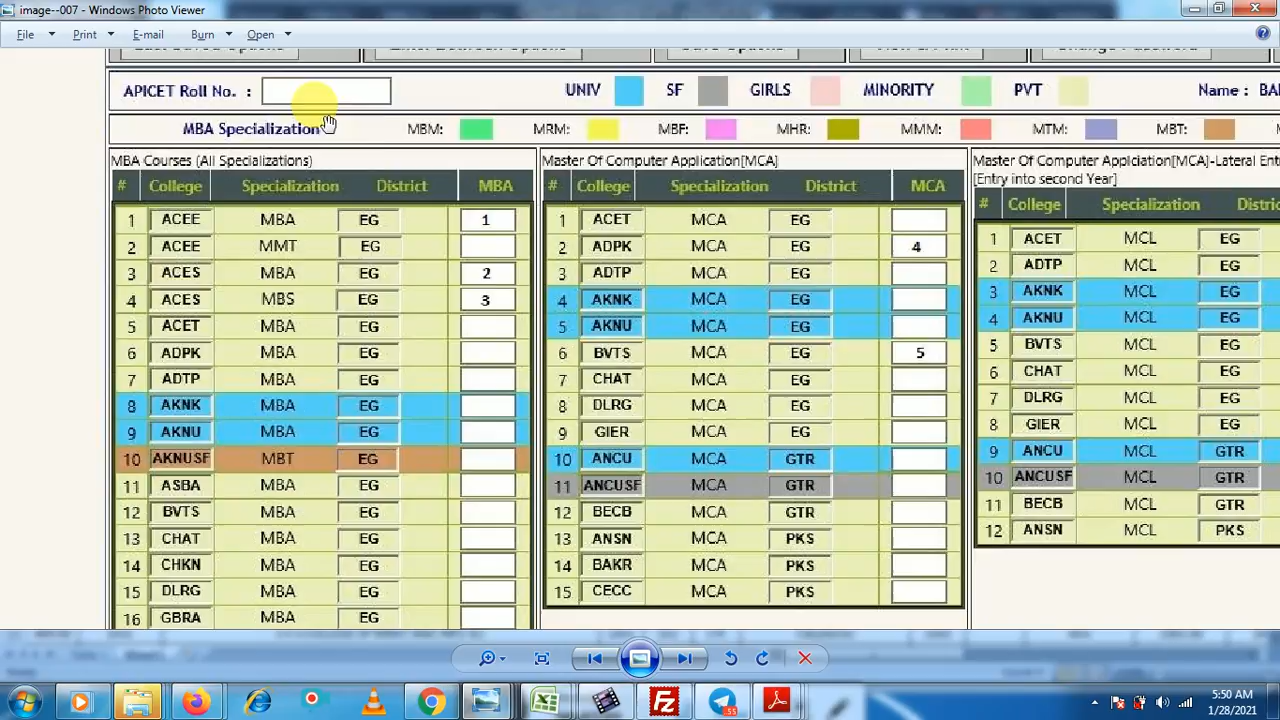 image--007 - Windows Photo Viewer
File Print E-mail Burn Open
APICET Roll No. : UNIV SF GIRLS MINORITY PVT Name : BA
MBA Specialization MBM: MRM: MBF: MHR: MMM: MTM: MBT: M
MBA Courses (All Specializations)
# College Specialization District MBA
1 ACEE MBA EG 1
2 ACEE MMT EG
3 ACES MBA EG 2
4 ACES MBS EG 3
5 ACET MBA EG
6 ADPK MBA EG
7 ADTP MBA EG
8 AKNK MBA EG
9 AKNU MBA EG
10 AKNUSF MBT EG
11 ASBA MBA EG
12 BVTS MBA EG
13 CHAT MBA EG
14 CHKN MBA EG
15 DLRG MBA EG
16 GBRA MBA EG
Master Of Computer Application[MCA]
# College Specialization District MCA
1 ACET MCA EG
2 ADPK MCA EG 4
3 ADTP MCA EG
4 AKNK MCA EG
5 AKNU MCA EG
6 BVTS MCA EG 5
7 CHAT MCA EG
8 DLRG MCA EG
9 GIER MCA EG
10 ANCU MCA GTR
11 ANCUSF MCA GTR
12 BECB MCA GTR
13 ANSN MCA PKS
14 BAKR MCA PKS
15 CECC MCA PKS
Master Of Computer Applciation[MCA]-Lateral Ent
[Entry into second Year]
# College Specialization Distric
1 ACET MCL EG
2 ADTP MCL EG
3 AKNK MCL EG
4 AKNU MCL EG
5 BVTS MCL EG
6 CHAT MCL EG
7 DLRG MCL EG
8 GIER MCL EG
9 ANCU MCL GTR
10 ANCUSF MCL GTR
11 BECB MCL GTR
12 ANSN MCL PKS
55
5:50 AM
1/28/2021